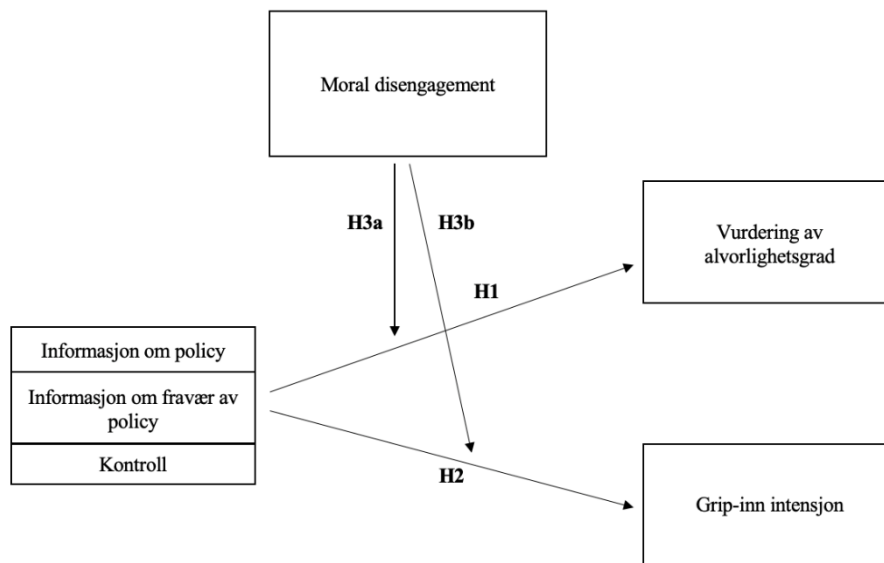 Moral disengagement
H3a
H3b
Vurdering av
alvorlighetsgrad
H1
Informasjon om policy
Informasjon om fravær av
policy
Kontroll
H2
Grip-inn intensjon